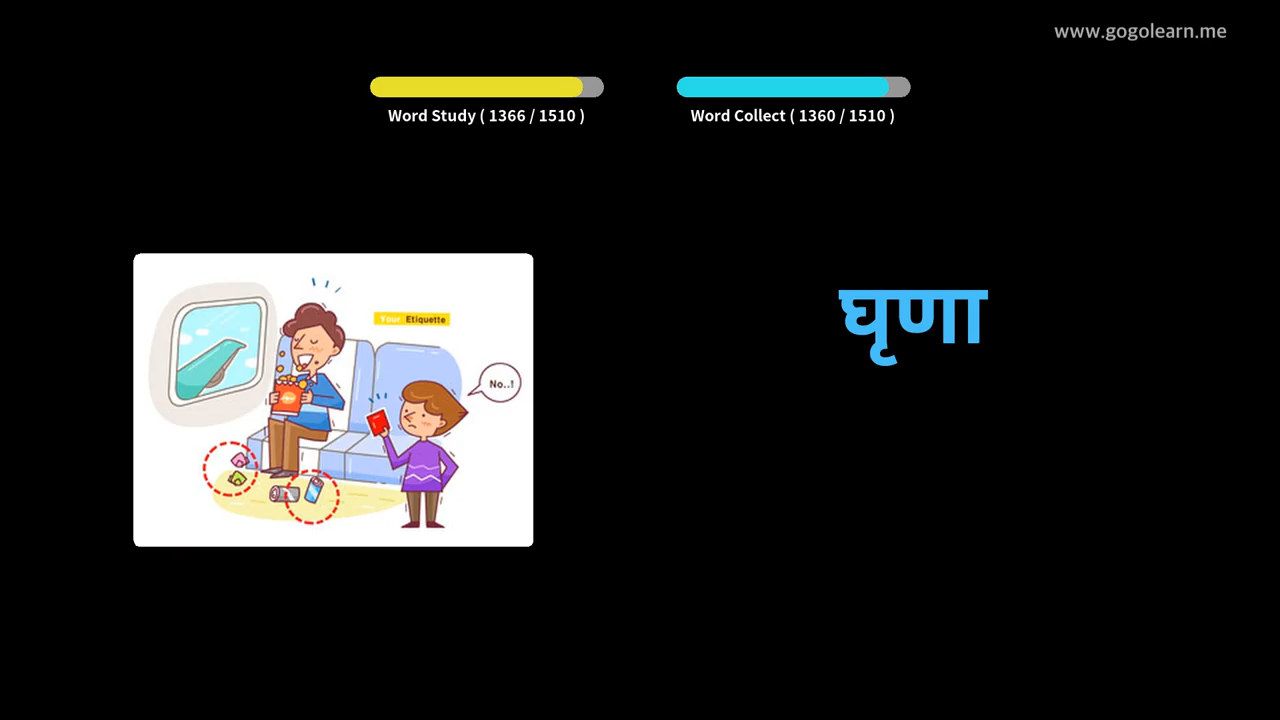 www.gogolearn.me
Word Study ( 1366 / 1510 )
Word Collect ( 1360 / 1510 )
Your Etiquette
No..!
घृणा